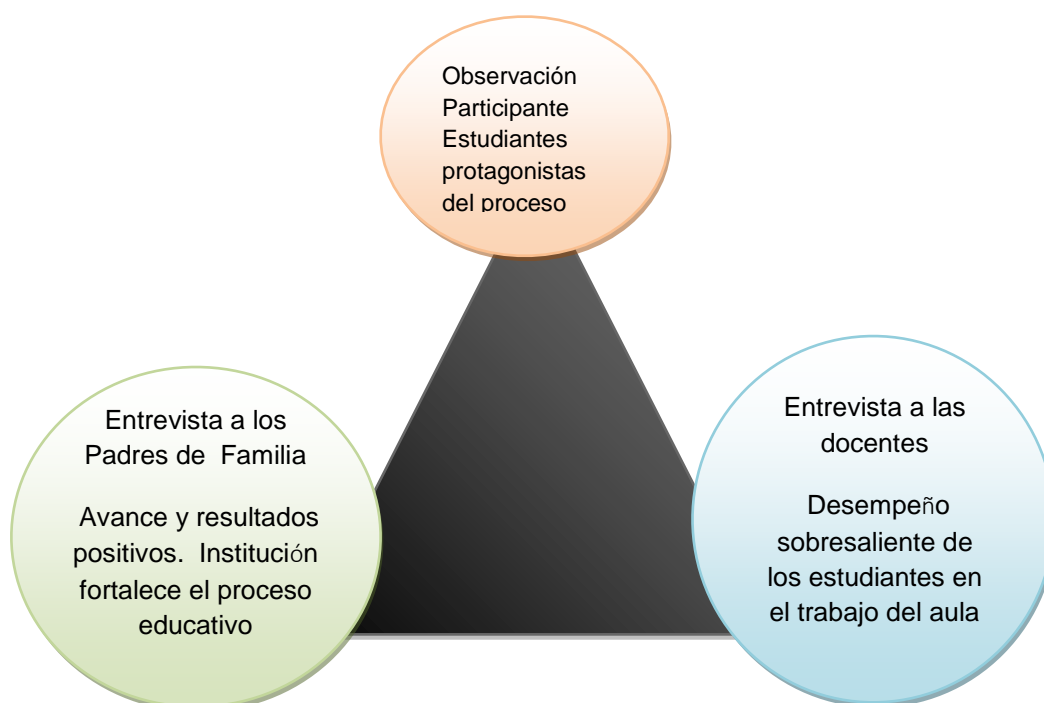 Observación
Participante
Estudiantes
protagonistas
del proceso
Entrevista a los
Padres de  Familia
Avance y resultados
positivos.  Institución
fortalece el proceso
educativo
Entrevista a las
docentes
Desempeño
sobresaliente de
los estudiantes en
el trabajo del aula